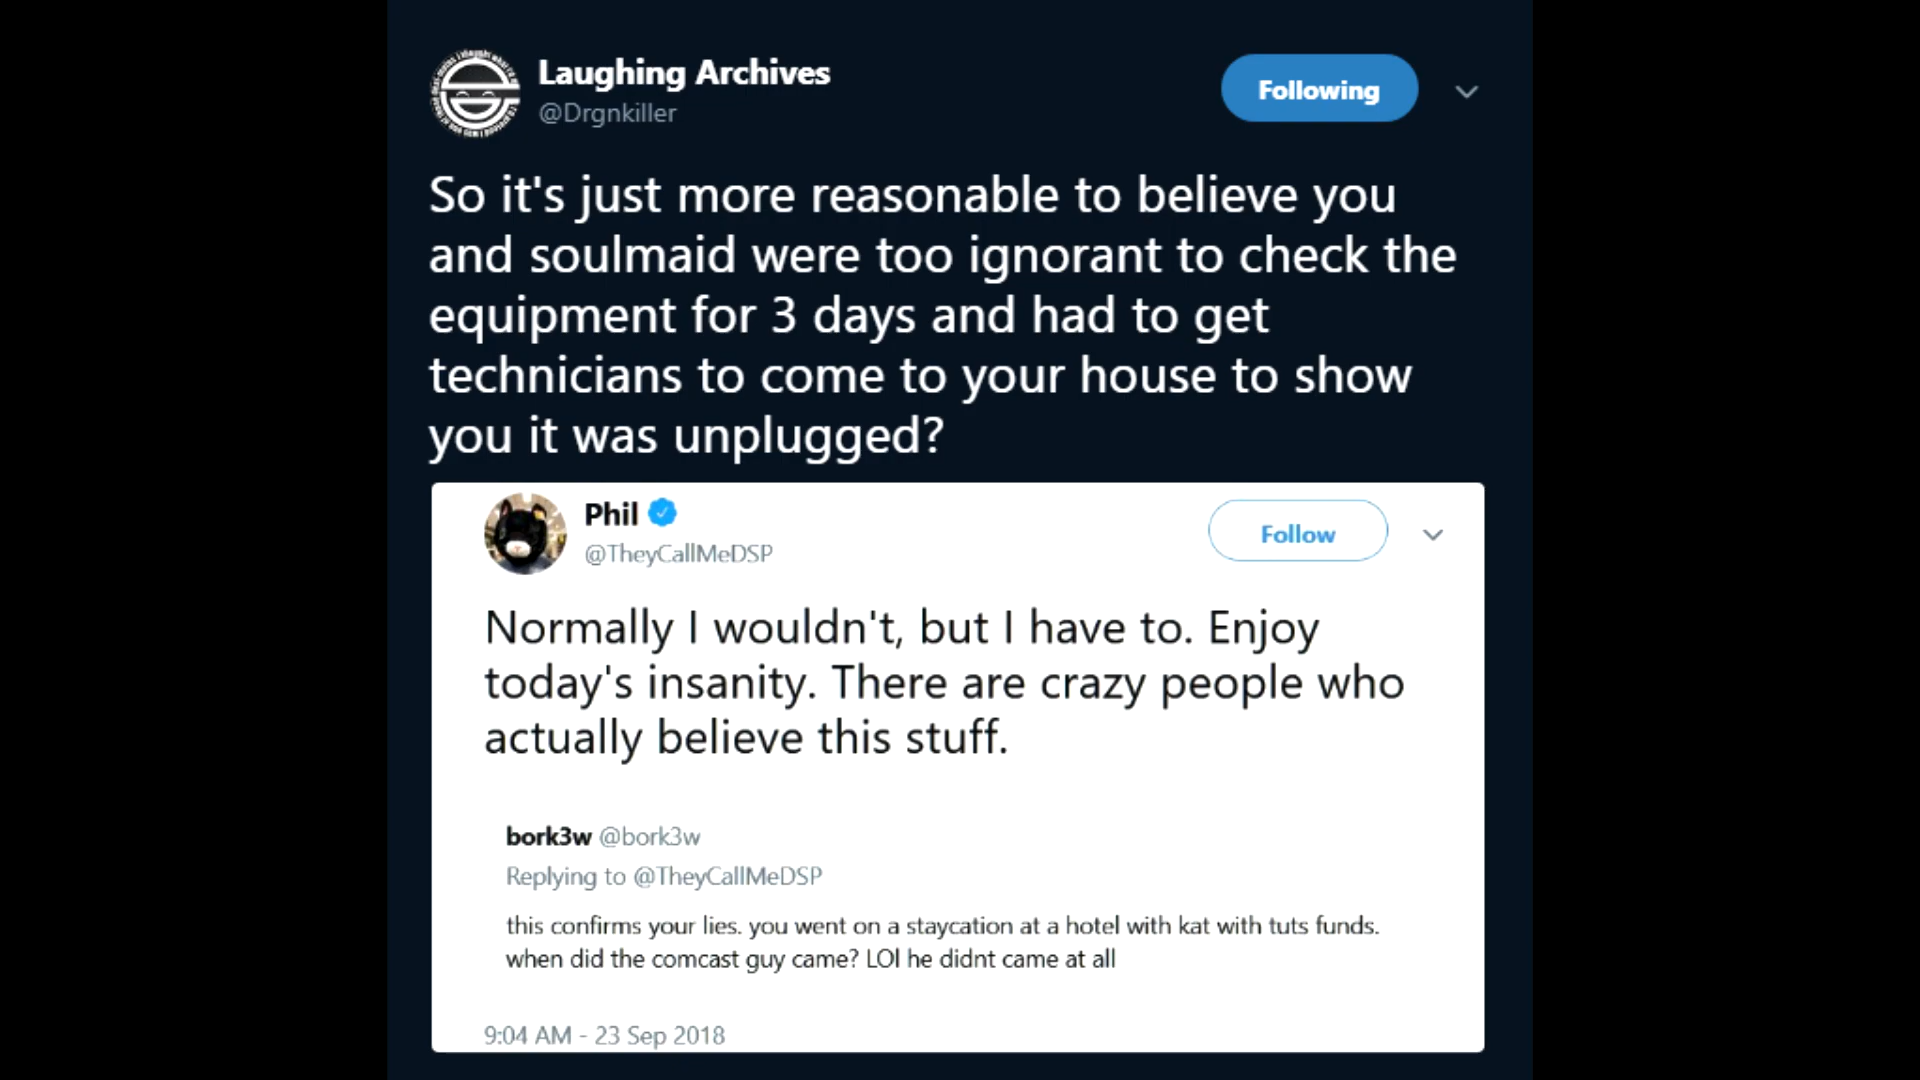 Laughing Archives
@Drgnkiller
Following
So it's just more reasonable to believe you
and soulmaid were too ignorant to check the
equipment for 3 days and had to get
technicians to come to your house to show
you it was unplugged?
Phil
@TheyCallMeDSP
Follow
Normally I wouldn't, but I have to. Enjoy
today's insanity. There are crazy people who
actually believe this stuff.
bork3w @bork3w
Replying to @TheyCallMeDSP
this confirms your lies. you went on a staycation at a hotel with kat with tuts funds.
when did the comcast guy came? LOl he didnt came at all
9:04 AM - 23 Sep 2018